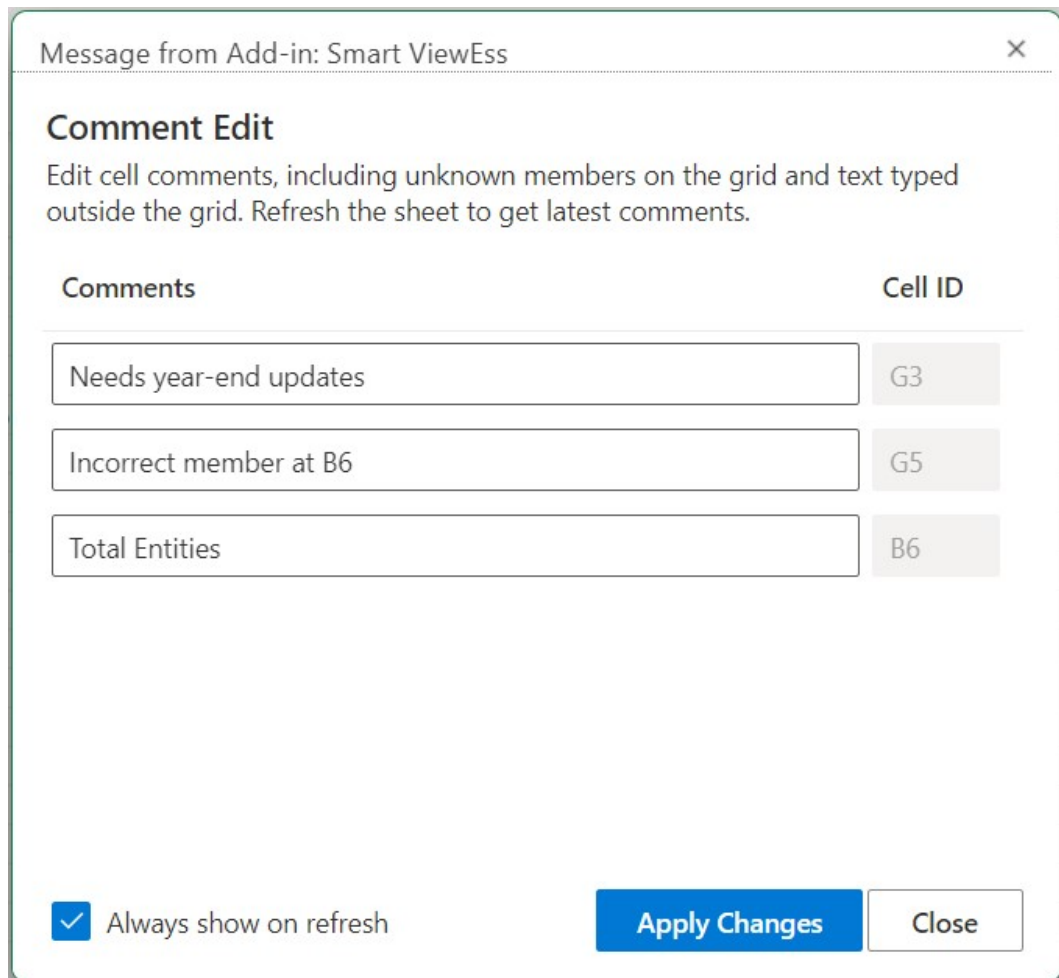 Message from Add-in: Smart ViewEss
Comment Edit
Edit cell comments, including unknown members on the grid and text typed
outside the grid. Refresh the sheet to get latest comments.
Comments Cell ID
Needs year-end updates G3
Incorrect member at B6 G5
Total Entities B6
Always show on refresh Apply Changes Close